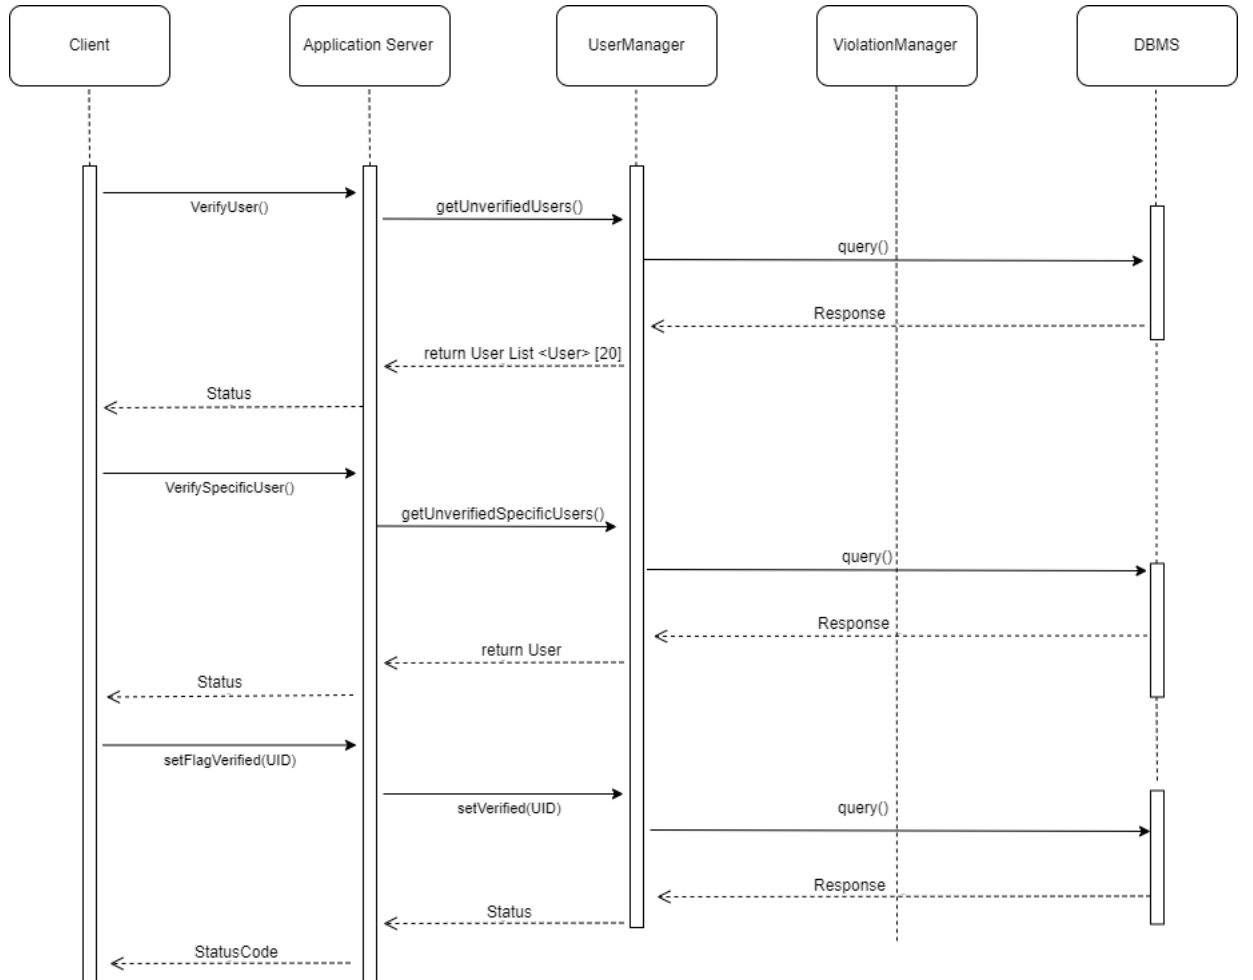 Client
Application Server
UserManager
ViolationManager
DBMS
VerifyUser()
getUnverifiedUsers()
query()
Response
return User List <User> [20]
Status
VerifySpecificUser()
getUnverifiedSpecificUsers()
query()
Response
return User
Status
setFlagVerified(UID)
setVerified(UID)
query()
Response
Status
StatusCode